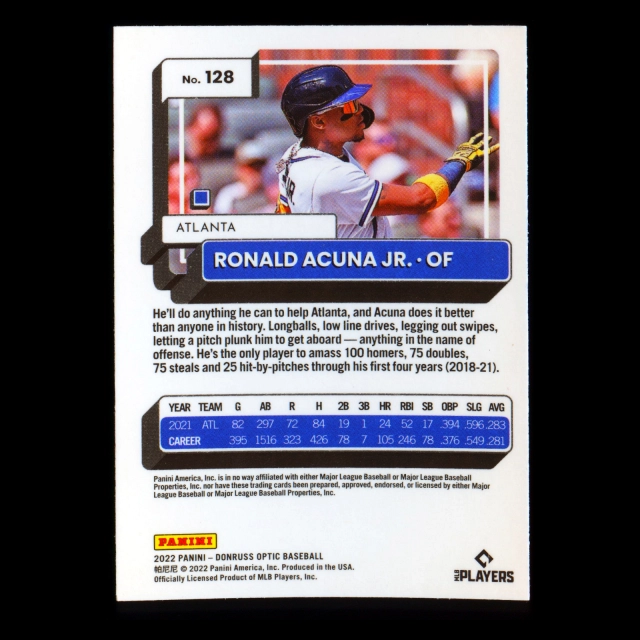 No. 128
ATLANTA
RONALD ACUNA JR. · OF
He'll do anything he can to help Atlanta, and Acuna does it better
than anyone in history. Longballs, low line drives, legging out swipes,
letting a pitch plunk him to get aboard — anything in the name of
offense. He's the only player to amass 100 homers, 75 doubles,
75 steals and 25 hit-by-pitches through his first four years (2018-21).
YEAR TEAM G AB R H 2B 3B HR RBI SB OBP SLG AVG
2021 ATL 82 297 72 84 19 1 24 52 17 .394 .596 .283
CAREER 395 1516 323 426 78 7 105 246 78 .376 .549 .281
Panini America, Inc. is in no way affiliated with either Major League Baseball or Major League Baseball
Properties, Inc. nor have these trading cards been prepared, approved, endorsed, or licensed by either Major
League Baseball or Major League Baseball Properties, Inc.
PANINI
2022 PANINI – DONRUSS OPTIC BASEBALL
帕尼尼 © 2022 Panini America, Inc. Produced in the USA.
Officially Licensed Product of MLB Players, Inc.
MLB PLAYERS